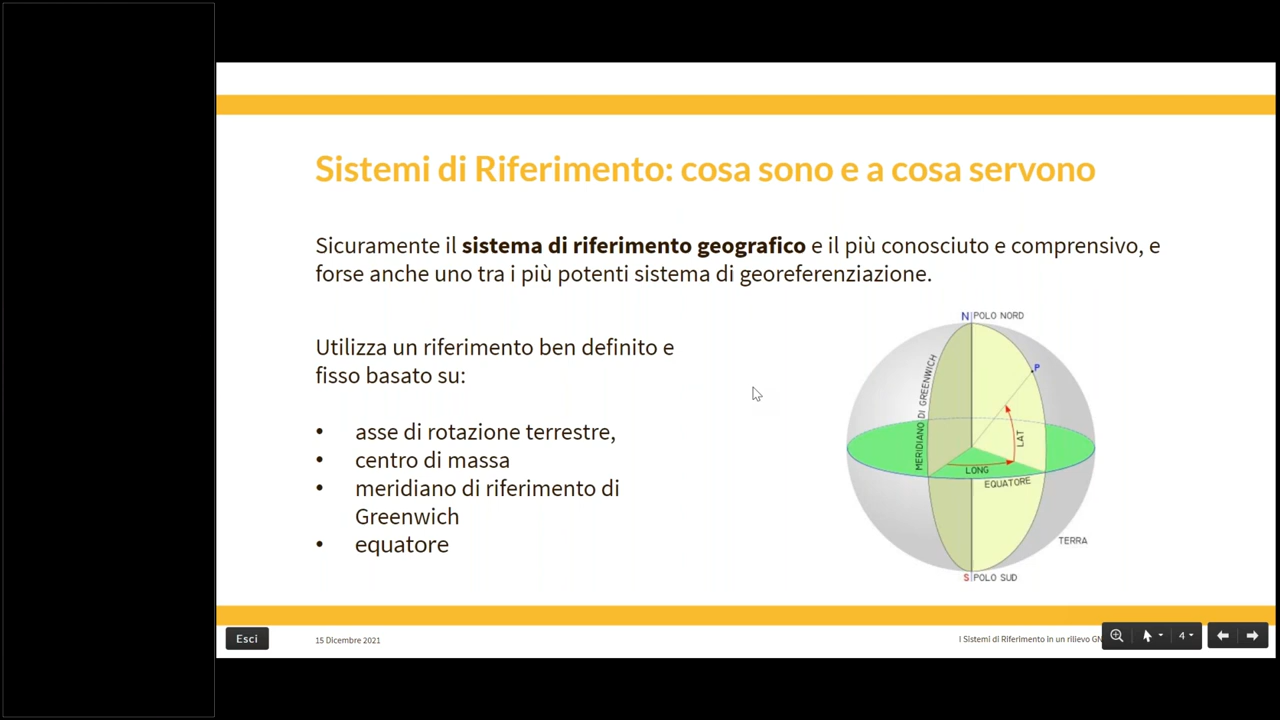 Sistemi di Riferimento: cosa sono e a cosa servono
Sicuramente il sistema di riferimento geografico e il più conosciuto e comprensivo, e
forse anche uno tra i più potenti sistema di georeferenziazione.
Utilizza un riferimento ben definito e
fisso basato su:
• asse di rotazione terrestre,
• centro di massa
• meridiano di riferimento di
Greenwich
• equatore
N POLO NORD
P
MERIDIANO DI GREENWICH
LAT
LONG
EQUATORE
TERRA
S POLO SUD
Esci
15 Dicembre 2021
I Sistemi di Riferimento in un rilievo GN
4